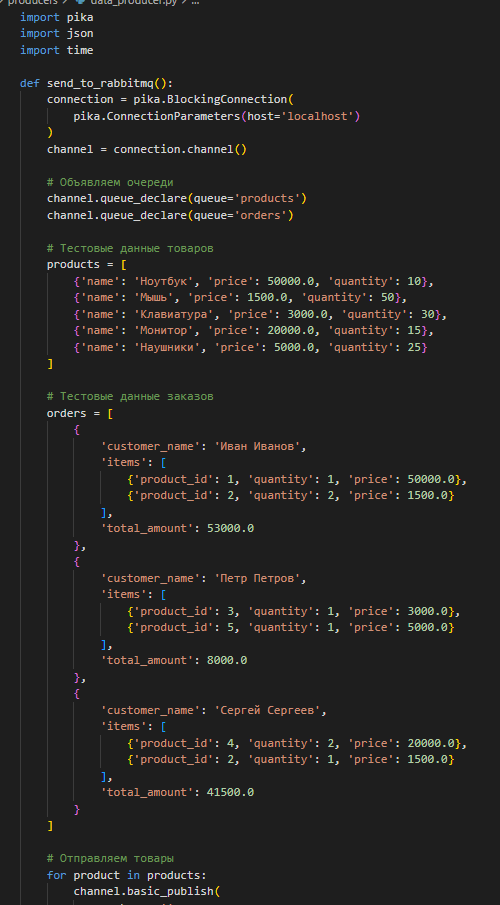 producers > data_producer.py > ...
import pika
import json
import time
def send_to_rabbitmq():
    connection = pika.BlockingConnection(
        pika.ConnectionParameters(host='localhost')
    )
    channel = connection.channel()
    # Объявляем очереди
    channel.queue_declare(queue='products')
    channel.queue_declare(queue='orders')
    # Тестовые данные товаров
    products = [
        {'name': 'Ноутбук', 'price': 50000.0, 'quantity': 10},
        {'name': 'Мышь', 'price': 1500.0, 'quantity': 50},
        {'name': 'Клавиатура', 'price': 3000.0, 'quantity': 30},
        {'name': 'Монитор', 'price': 20000.0, 'quantity': 15},
        {'name': 'Наушники', 'price': 5000.0, 'quantity': 25}
    ]
    # Тестовые данные заказов
    orders = [
        {
            'customer_name': 'Иван Иванов',
            'items': [
                {'product_id': 1, 'quantity': 1, 'price': 50000.0},
                {'product_id': 2, 'quantity': 2, 'price': 1500.0}
            ],
            'total_amount': 53000.0
        },
        {
            'customer_name': 'Петр Петров',
            'items': [
                {'product_id': 3, 'quantity': 1, 'price': 3000.0},
                {'product_id': 5, 'quantity': 1, 'price': 5000.0}
            ],
            'total_amount': 8000.0
        },
        {
            'customer_name': 'Сергей Сергеев',
            'items': [
                {'product_id': 4, 'quantity': 2, 'price': 20000.0},
                {'product_id': 2, 'quantity': 1, 'price': 1500.0}
            ],
            'total_amount': 41500.0
        }
    ]
    # Отправляем товары
    for product in products:
        channel.basic_publish(